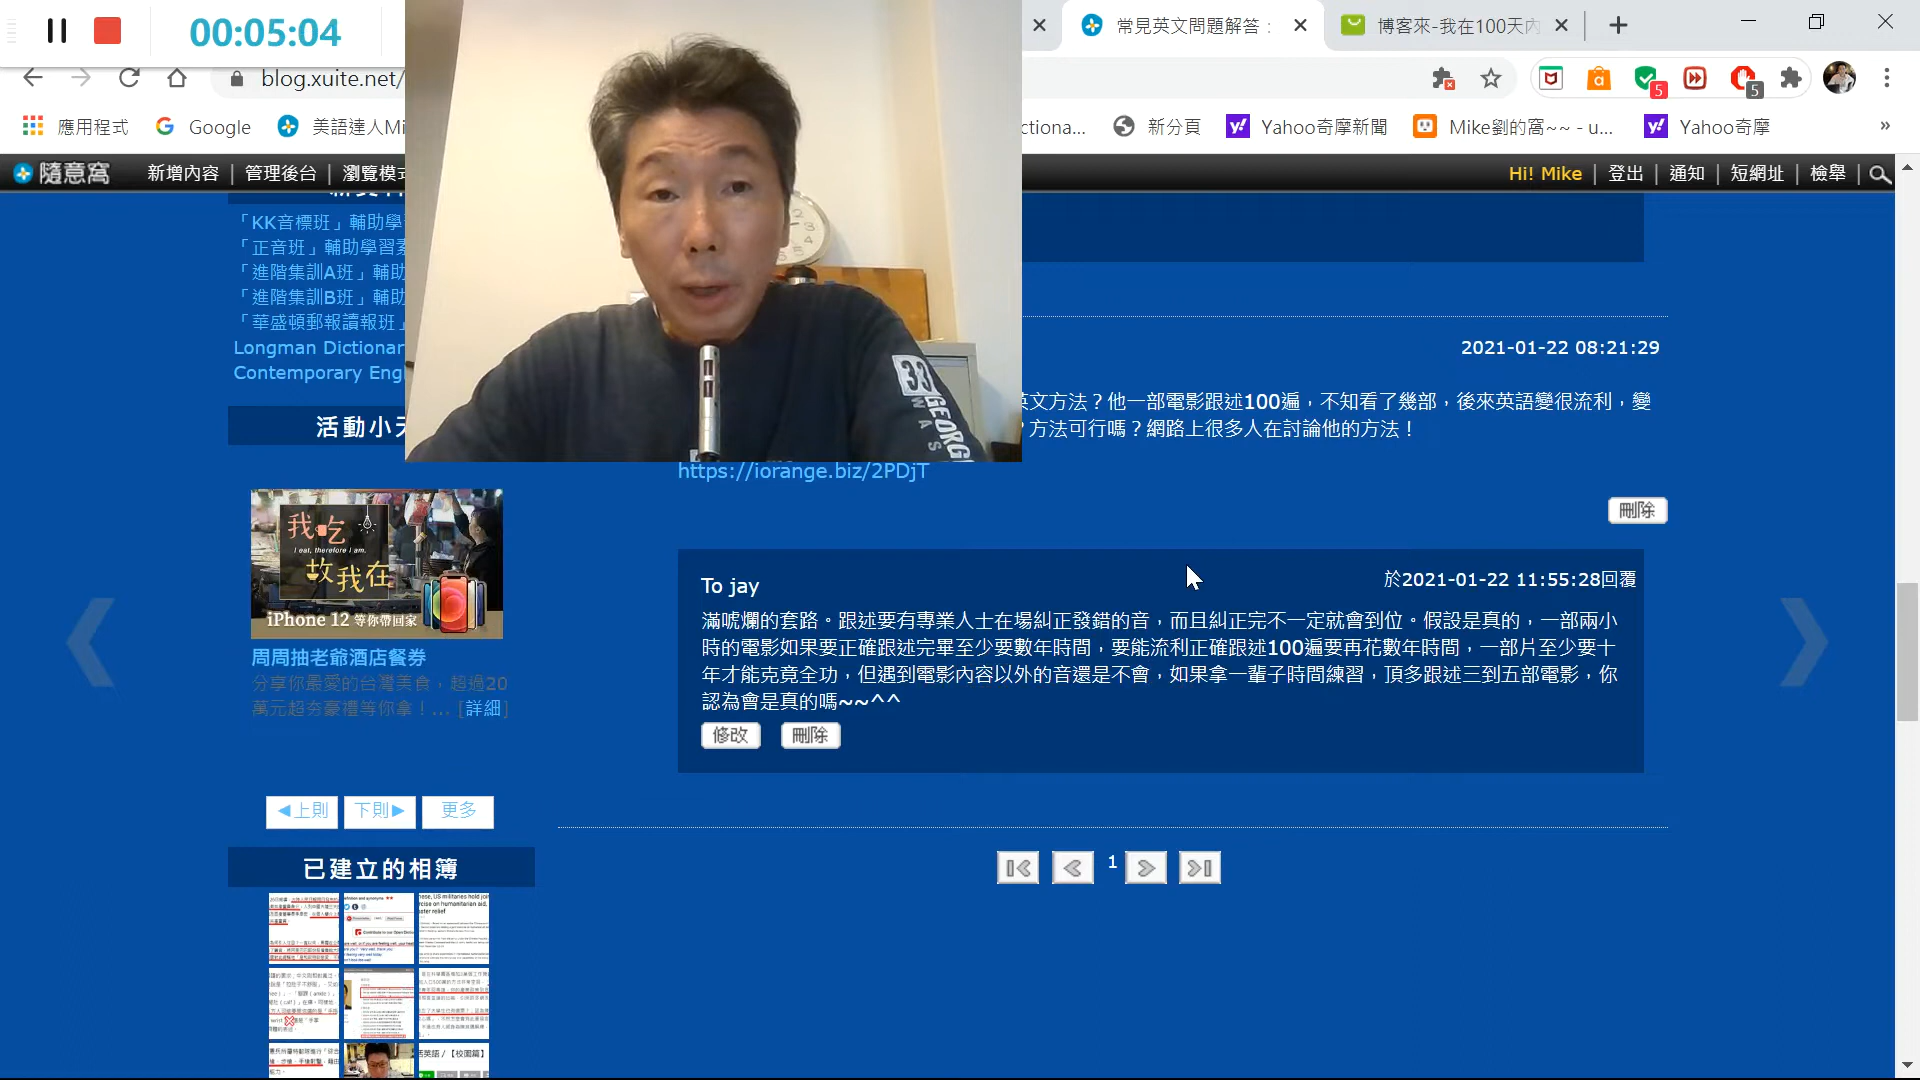 00:05:04
常見英文問題解答：
博客來-我在100天內
blog.xuite.net/
應用程式
Google
美語達人Mi
ctiona...
新分頁
Yahoo奇摩新聞
Mike劉的窩~~ - u...
Yahoo奇摩
»
隨意窩
新增內容 | 管理後台 | 瀏覽模式
Hi! Mike | 登出 | 通知 | 短網址 | 檢舉
「KK音標班」輔助學
「正音班」輔助學習素
「進階集訓A班」輔助
「進階集訓B班」輔助
「華盛頓郵報讀報班」
Longman Dictionar
Contemporary Eng
活動小天
33
GEORG
WAS
2021-01-22 08:21:29
英文方法？他一部電影跟述100遍，不知看了幾部，後來英語變很流利，變
？方法可行嗎？網路上很多人在討論他的方法！
https://iorange.biz/2PDjT
刪除
我吃
I eat, therefore I am.
故我在
iPhone 12 等你帶回家
周周抽老爺酒店餐券
分享你最愛的台灣美食，超過20
萬元超夯豪禮等你拿！... [詳細]
To jay
於2021-01-22 11:55:28回覆
滿唬爛的套路。跟述要有專業人士在場糾正發錯的音，而且糾正完不一定就會到位。假設是真的，一部兩小
時的電影如果要正確跟述完畢至少要數年時間，要能流利正確跟述100遍要再花數年時間，一部片至少要十
年才能克竟全功，但遇到電影內容以外的音還是不會，如果拿一輩子時間練習，頂多跟述三到五部電影，你
認為會是真的嗎~~^^
修改
刪除
◀上則
下則▶
更多
1
已建立的相簿